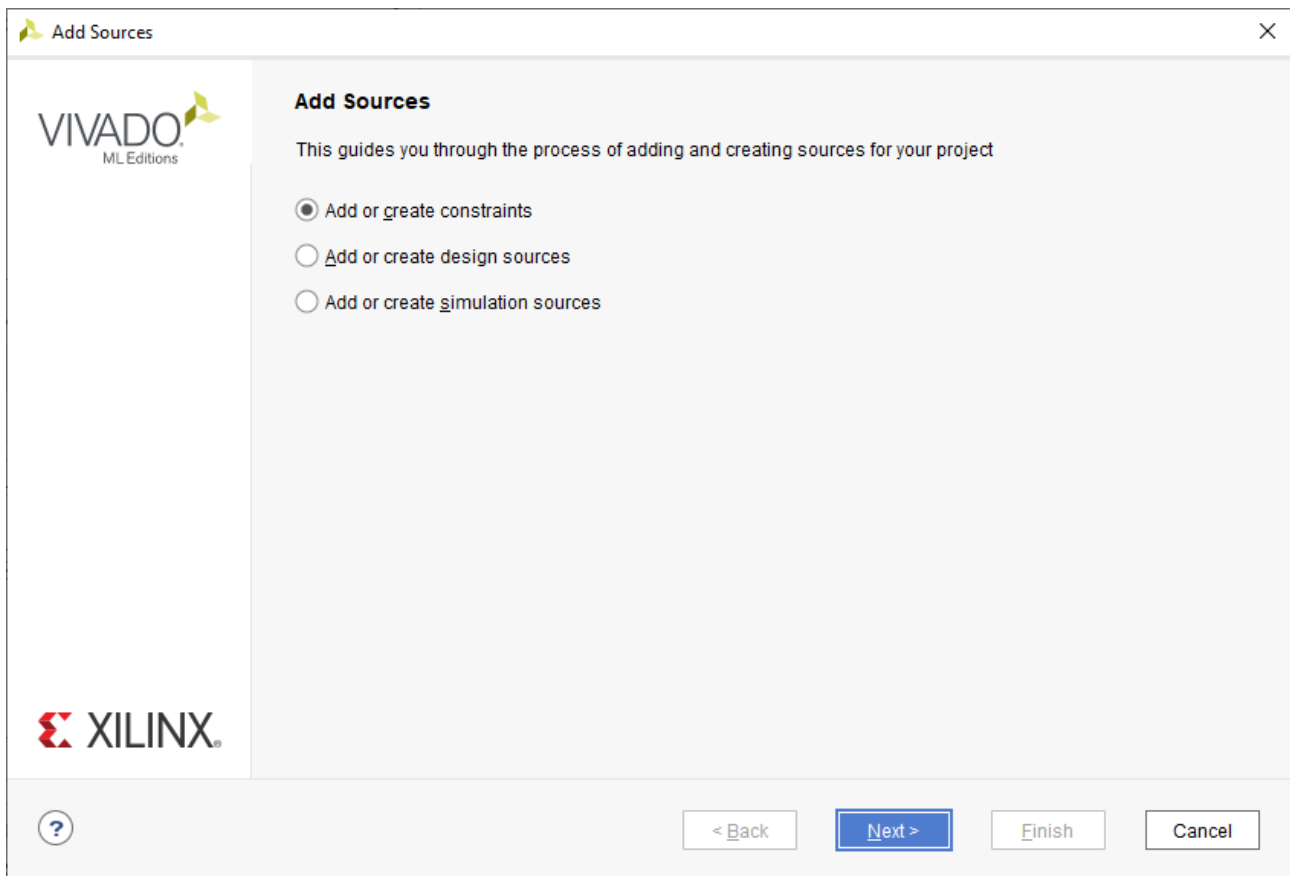 Add Sources
VIVADO.
ML Editions
Add Sources
This guides you through the process of adding and creating sources for your project
Add or create constraints
Add or create design sources
Add or create simulation sources
XILINX®
?
< Back
Next >
Finish
Cancel